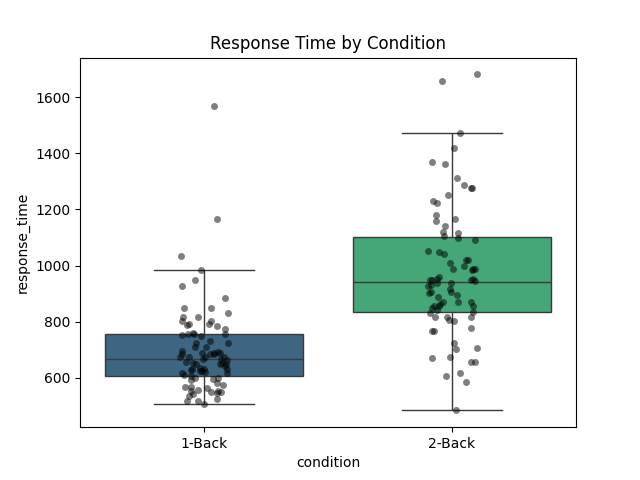 Response Time by Condition
1600
1400
1200
1000
800
600
response_time
1-Back
2-Back
condition